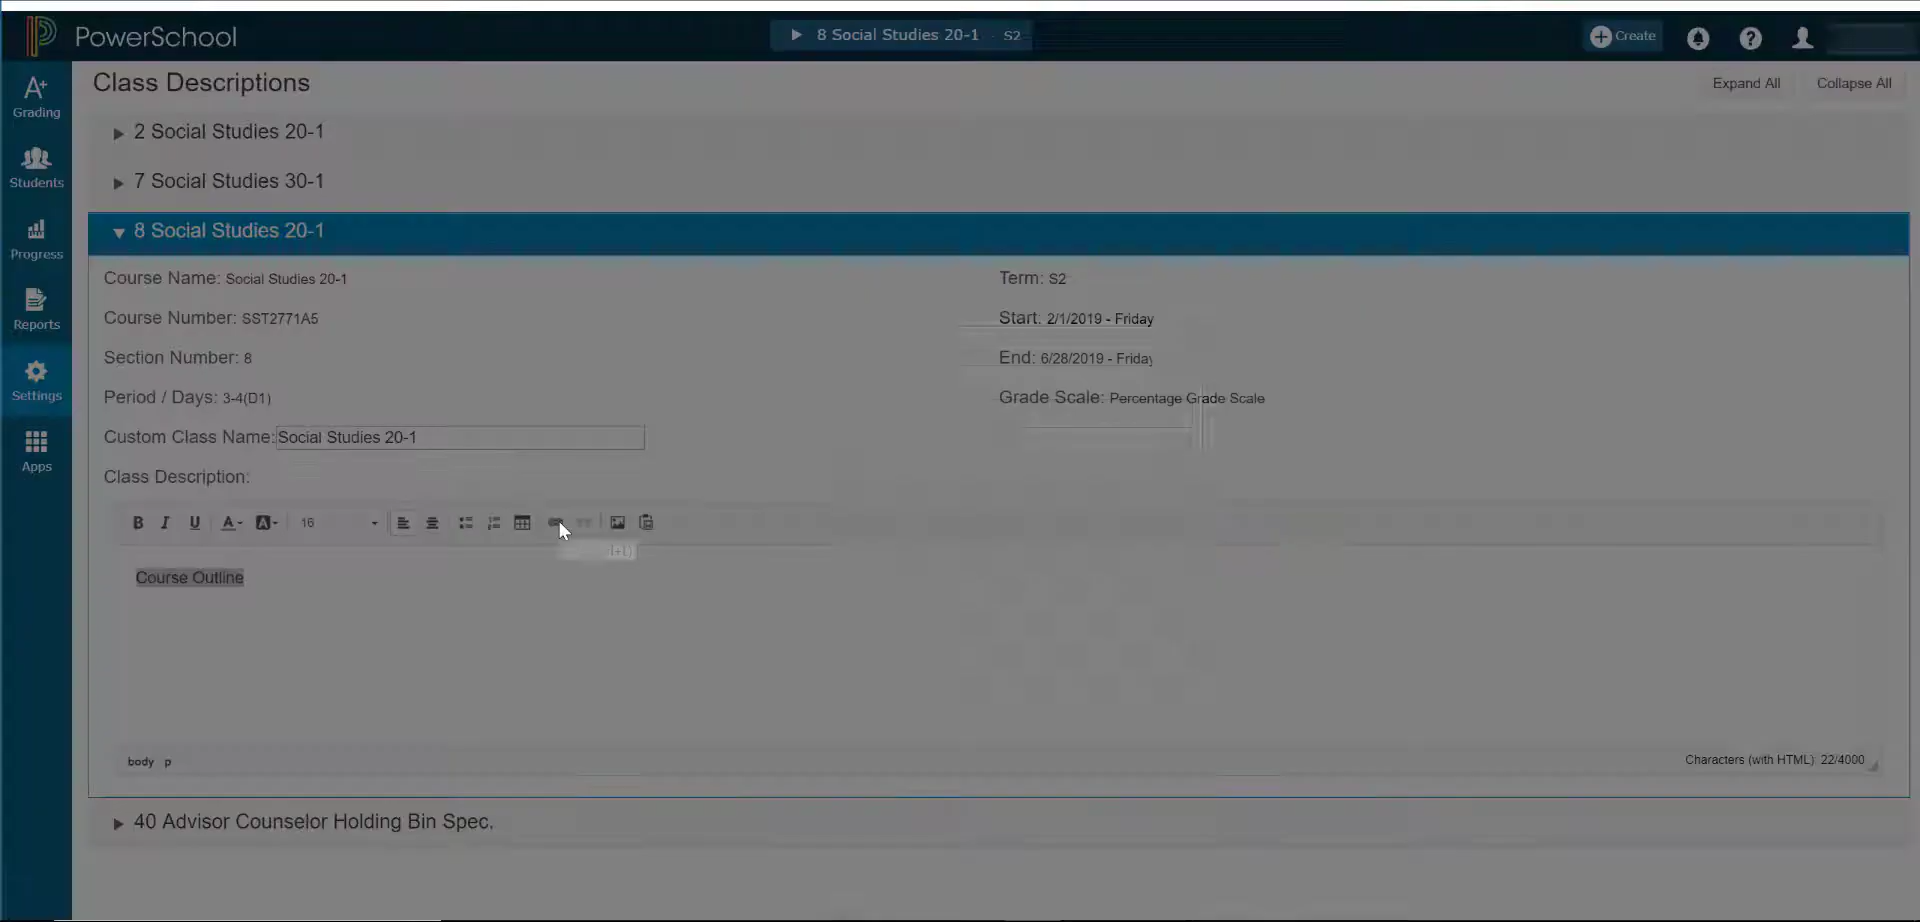 PowerSchool
8 Social Studies 20-1 - S2
Create
Grading
Students
Progress
Reports
Settings
Apps
Class Descriptions
Expand All
Collapse All
2 Social Studies 20-1
7 Social Studies 30-1
8 Social Studies 20-1
Course Name: Social Studies 20-1
Term: S2
Course Number: SST2771A5
Start: 2/1/2019 - Friday
Section Number: 8
End: 6/28/2019 - Friday
Period / Days: 3-4(D1)
Grade Scale: Percentage Grade Scale
Custom Class Name: Social Studies 20-1
Class Description:
B I U A A 16
Course Outline
body p
Characters (with HTML): 22/4000
40 Advisor Counselor Holding Bin Spec.